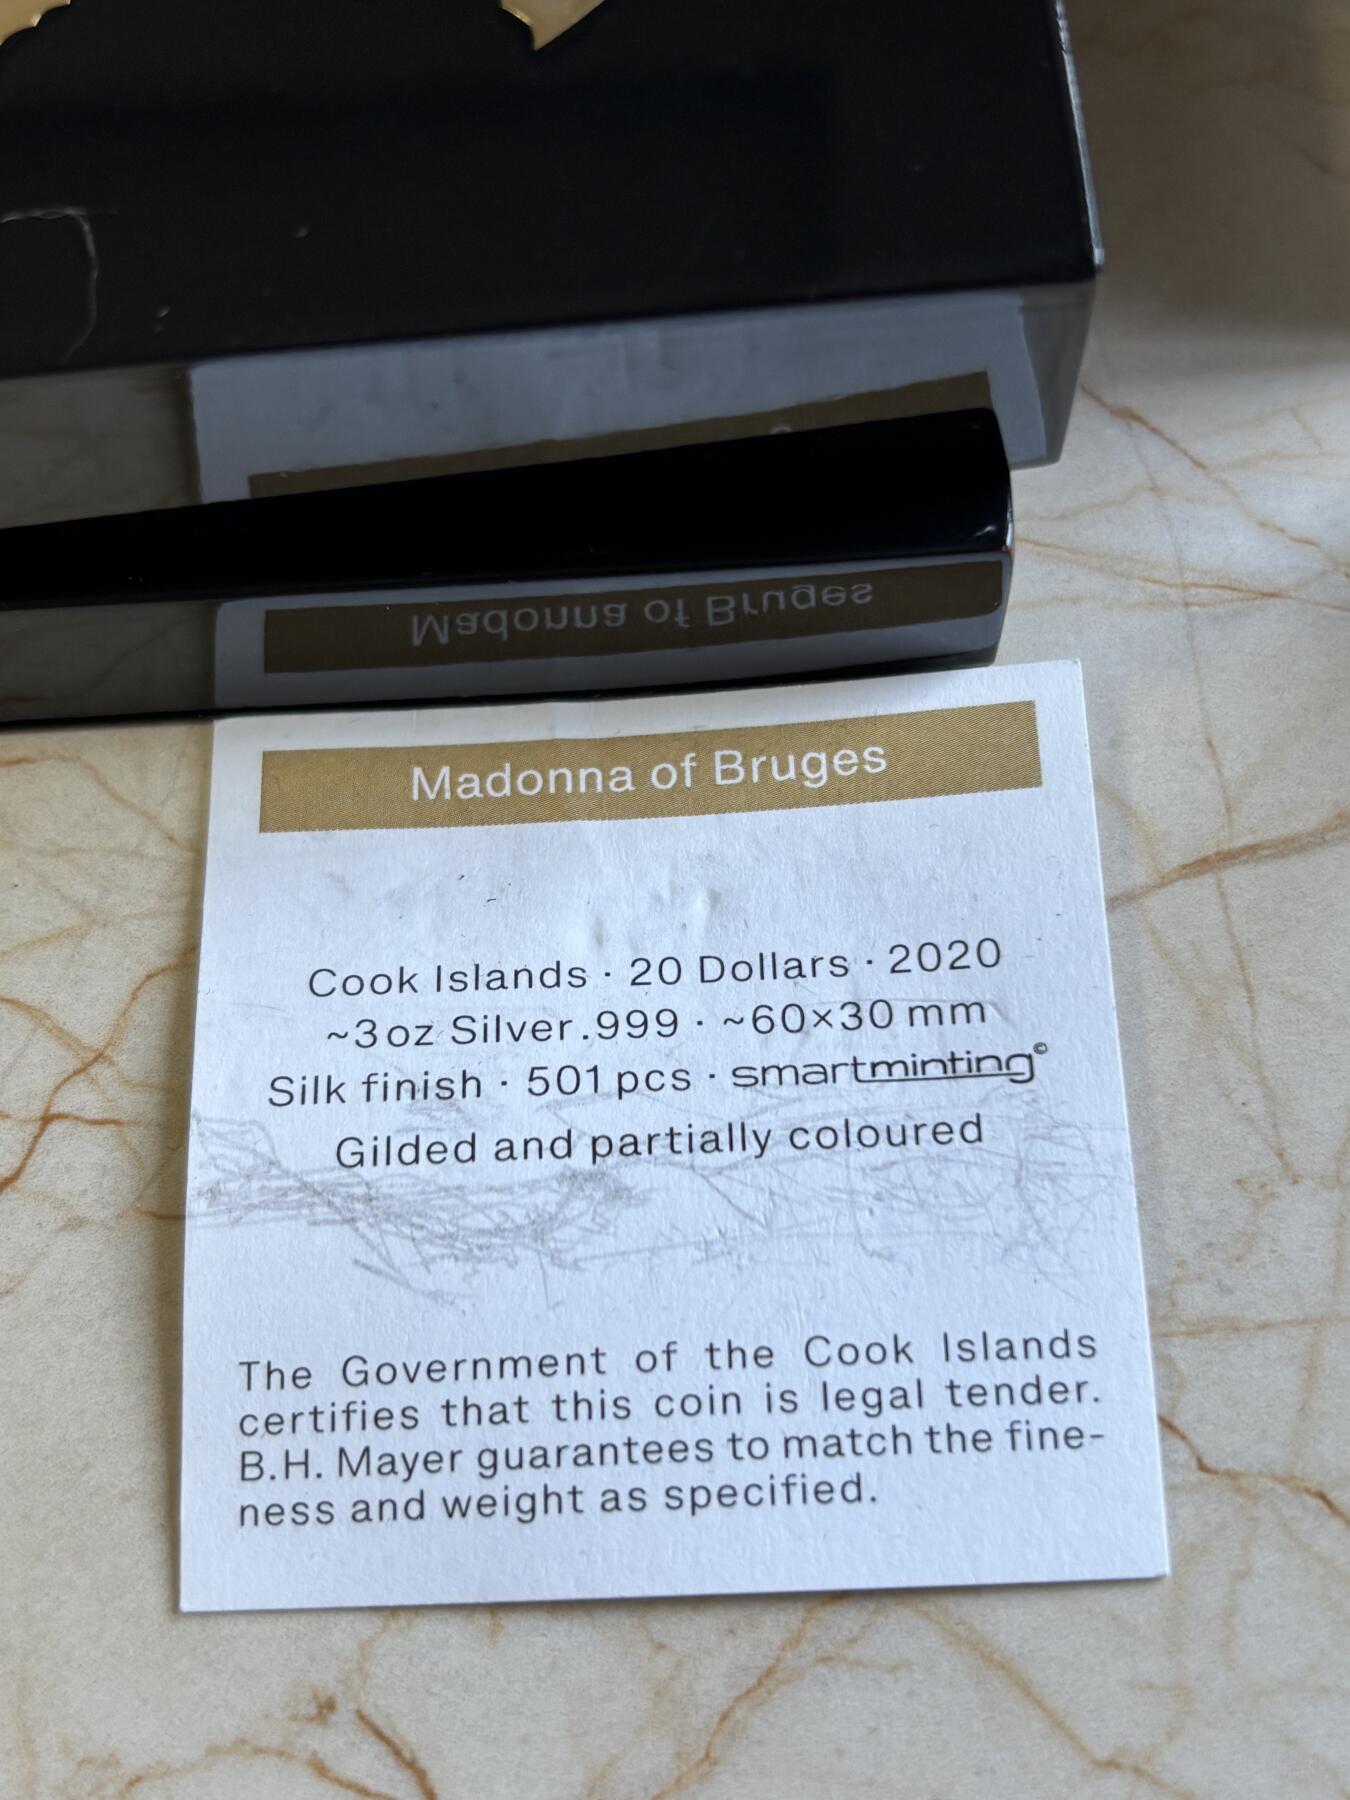 Madonna of Bruges
Madonna of Bruges
Cook Islands · 20 Dollars · 2020
~3oz Silver .999 · ~60×30 mm
Silk finish · 501 pcs · smartminting©
Gilded and partially coloured
The Government of the Cook Islands
certifies that this coin is legal tender.
B.H. Mayer guarantees to match the fine-
ness and weight as specified.